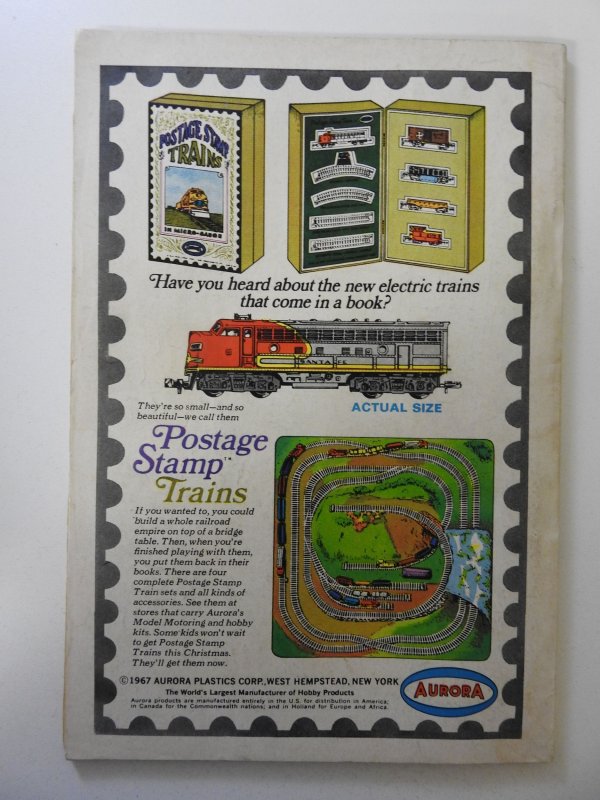 POSTAGE STAMP
TRAINS
IN MICRO-GAUGE
Have you heard about the new electric trains
that come in a book?
SANTA FE
They're so small—and so
beautiful—we call them
ACTUAL SIZE
Postage
Stamp™
Trains
If you wanted to, you could
build a whole railroad
empire on top of a bridge
table. Then, when you're
finished playing with them,
you put them back in their
books. There are four
complete Postage Stamp
Train sets and all kinds of
accessories. See them at
stores that carry Aurora's
Model Motoring and hobby
kits. Some kids won't wait
to get Postage Stamp
Trains this Christmas.
They'll get them now.
©1967 AURORA PLASTICS CORP., WEST HEMPSTEAD, NEW YORK
The World's Largest Manufacturer of Hobby Products
Aurora products are manufactured entirely in the U.S. for distribution in America;
in Canada for the Commonwealth nations; and in Holland for Europe and Africa.
AURORA